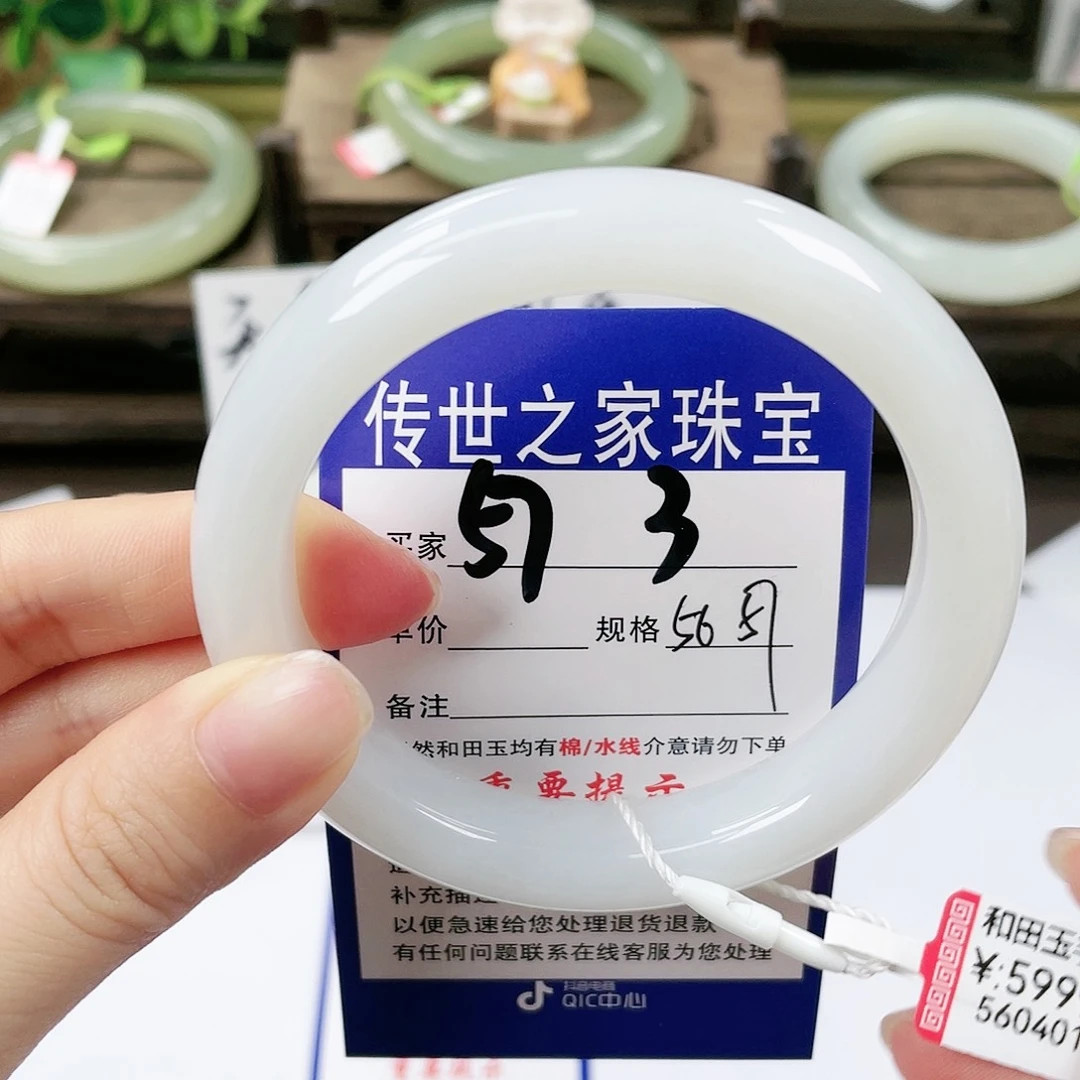 传世之家珠宝
买家 51 3
单价 规格 56 51
备注
然和田玉均有棉/水线介意请勿下单
重要提示
补充描述
以便急速给您处理退货退款
有任何问题联系在线客服为您处理
抖音电商
QIC中心
和田玉
¥:599
560401